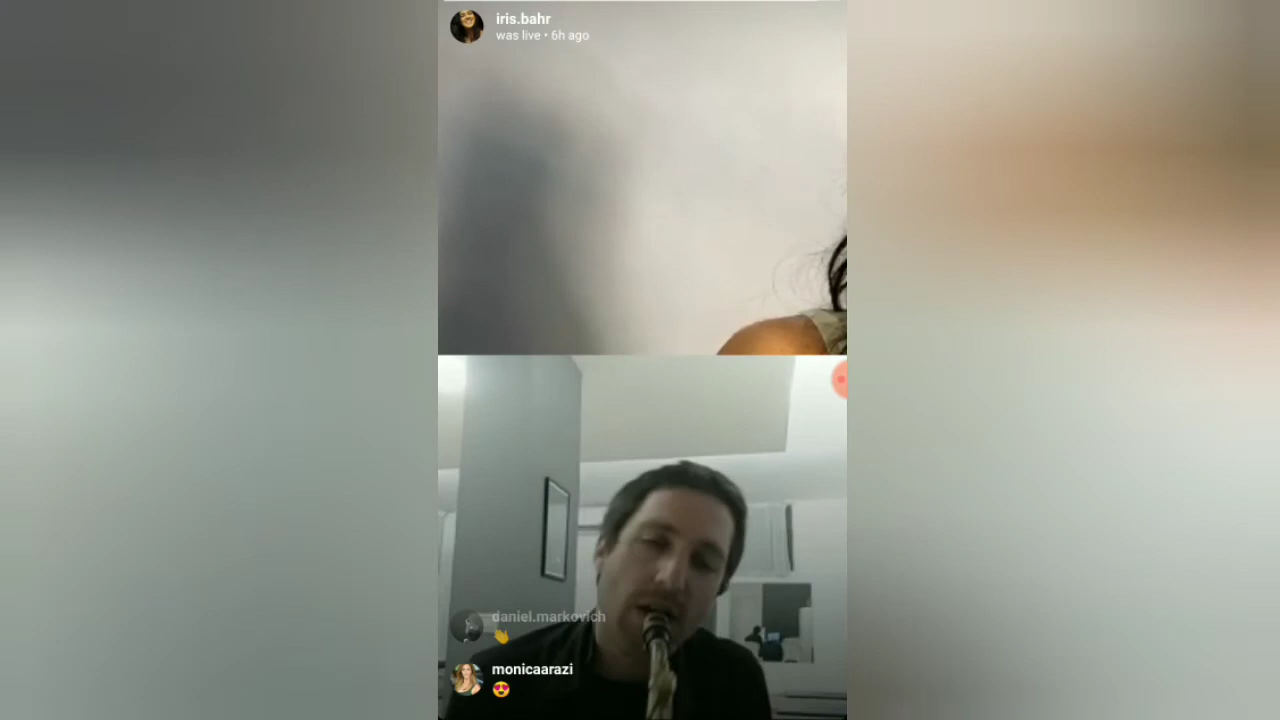 iris.bahr
was live • 6h ago
daniel.markovich
monicaarazi